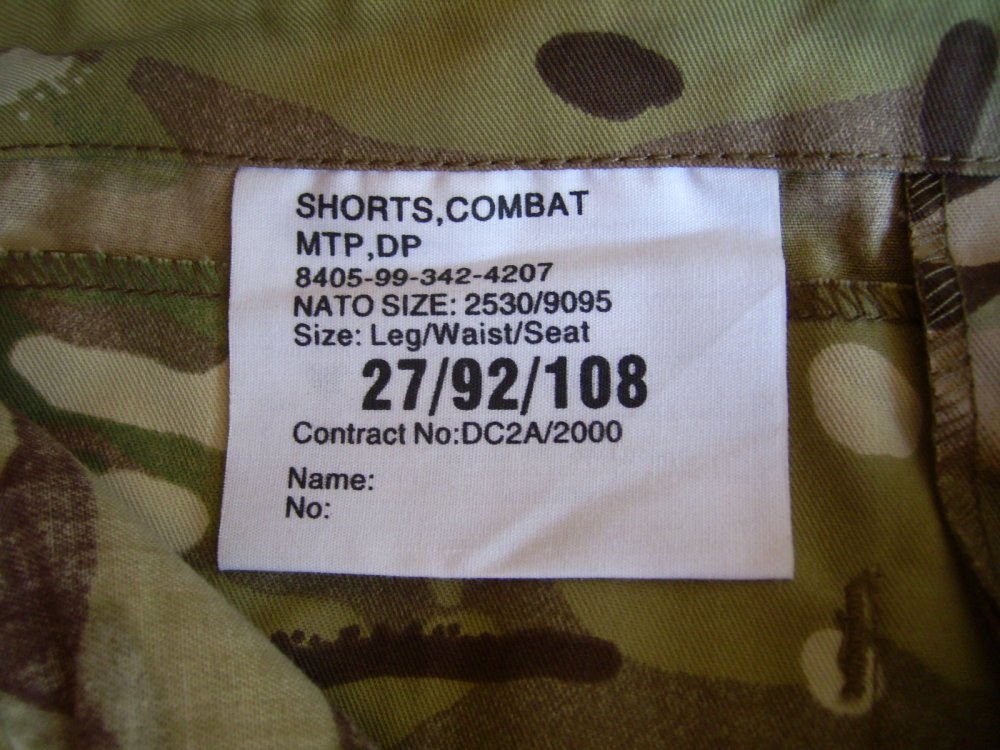 SHORTS,COMBAT
MTP,DP
8405-99-342-4207
NATO SIZE: 2530/9095
Size: Leg/Waist/Seat
27/92/108
Contract No:DC2A/2000
Name:
No: